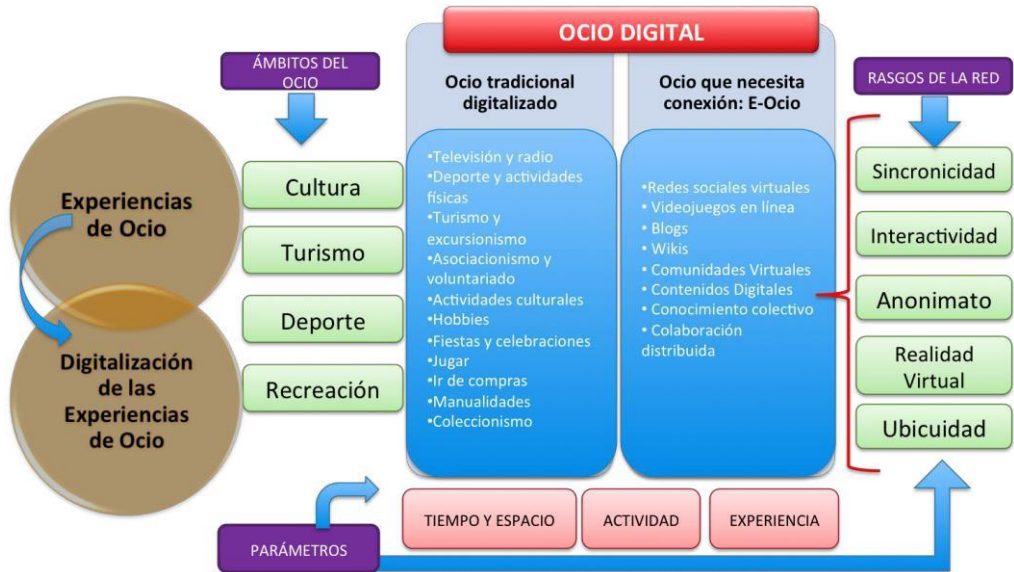 OCIO DIGITAL
ÁMBITOS DEL
OCIO
Ocio tradicional
digitalizado
Ocio que necesita
conexión: E-Ocio
RASGOS DE LA RED
Experiencias
de Ocio
Digitalización
de las
Experiencias
de Ocio
Cultura
Turismo
Deporte
Recreación
•Televisión y radio
•Deporte y actividades
físicas
•Turismo y
excursionismo
•Asociacionismo y
voluntariado
•Actividades culturales
•Hobbies
•Fiestas y celebraciones
•Jugar
•Ir de compras
•Manualidades
•Coleccionismo
•Redes sociales virtuales
• Videojuegos en línea
• Blogs
• Wikis
• Comunidades Virtuales
• Contenidos Digitales
• Conocimiento colectivo
• Colaboración
distribuida
Sincronicidad
Interactividad
Anonimato
Realidad
Virtual
Ubicuidad
PARÁMETROS
TIEMPO Y ESPACIO
ACTIVIDAD
EXPERIENCIA